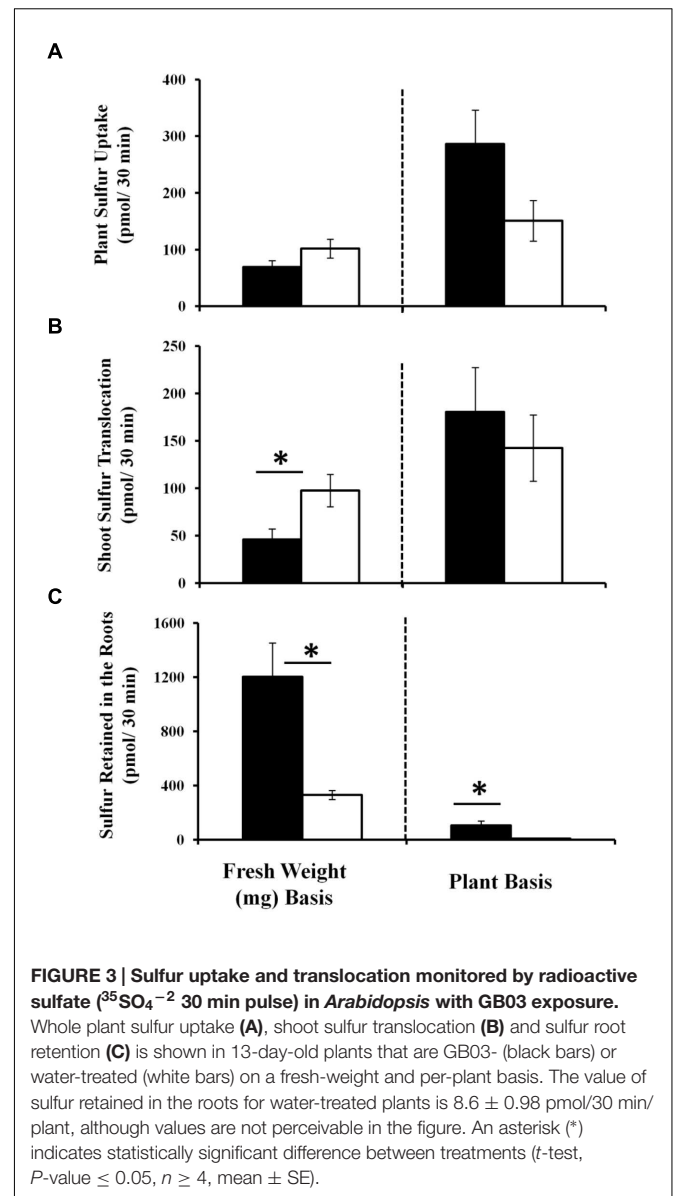 A
Plant Sulfur Uptake
(pmol/ 30 min)
400
300
200
100
0
B
Shoot Sulfur Translocation
(pmol/ 30 min)
250
200
150
100
50
0
*
C
Sulfur Retained in the Roots
(pmol/ 30 min)
1600
1200
800
400
0
*
*
Fresh Weight
(mg) Basis
Plant Basis
FIGURE 3 | Sulfur uptake and translocation monitored by radioactive
sulfate (³⁵SO₄⁻² 30 min pulse) in Arabidopsis with GB03 exposure.
Whole plant sulfur uptake (A), shoot sulfur translocation (B) and sulfur root
retention (C) is shown in 13-day-old plants that are GB03- (black bars) or
water-treated (white bars) on a fresh-weight and per-plant basis. The value of
sulfur retained in the roots for water-treated plants is 8.6 ± 0.98 pmol/30 min/
plant, although values are not perceivable in the figure. An asterisk (*)
indicates statistically significant difference between treatments (t-test,
P-value ≤ 0.05, n ≥ 4, mean ± SE).